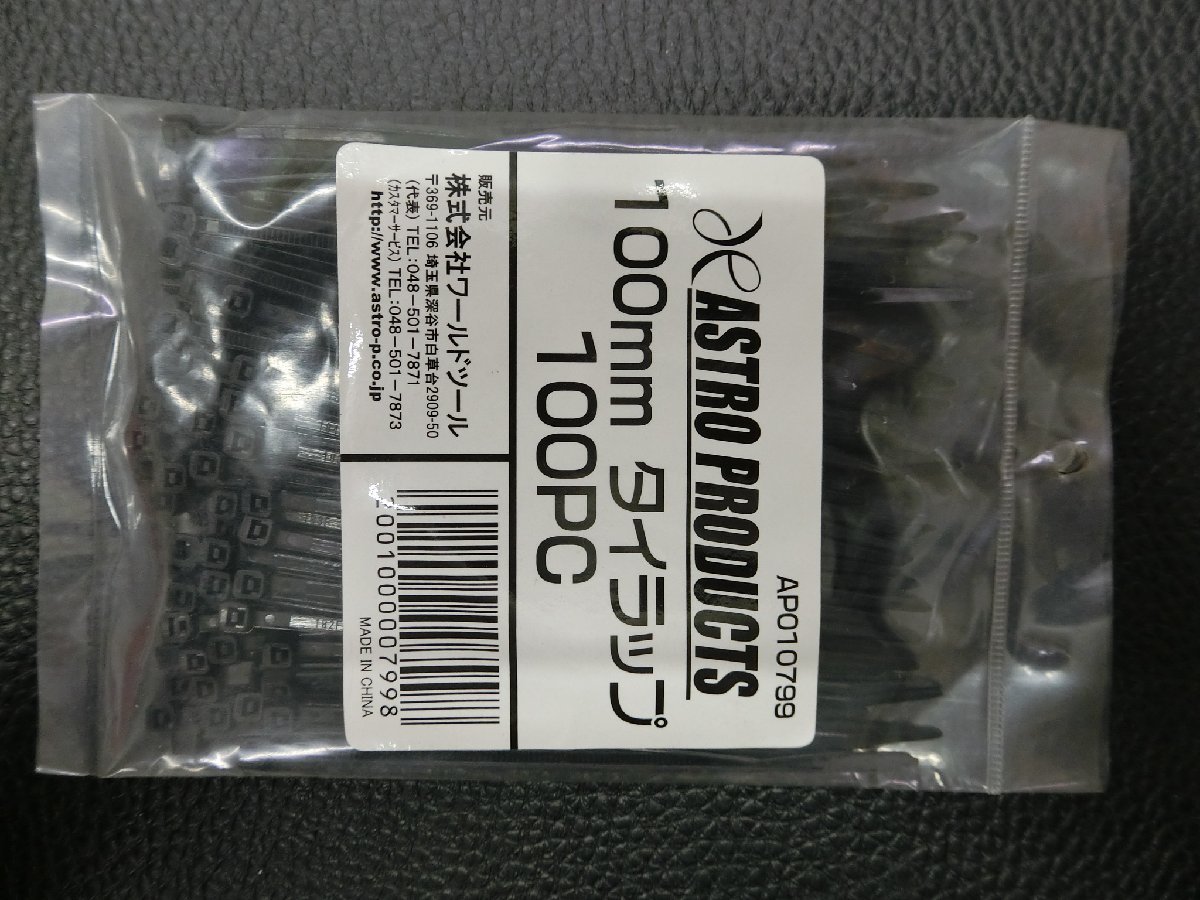 AP010799
ASTRO PRODUCTS
100mm タイラップ
100PC
販売元
株式会社ワールドツール
〒369-1106 埼玉県深谷市白草台2909-50
(代表) TEL:048-501-7871
(カスタマーサービス) TEL:048-501-7873
http://www.astro-p.co.jp
2001000007998
MADE IN CHINA